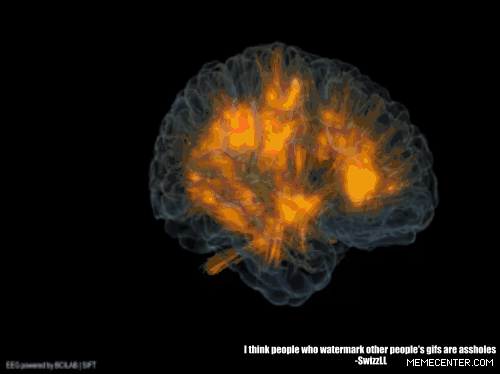 I think people who watermark other people's gifs are assholes
-SwizzLL
MEMECENTER.COM
EEG powered by BCILAB | SIFT